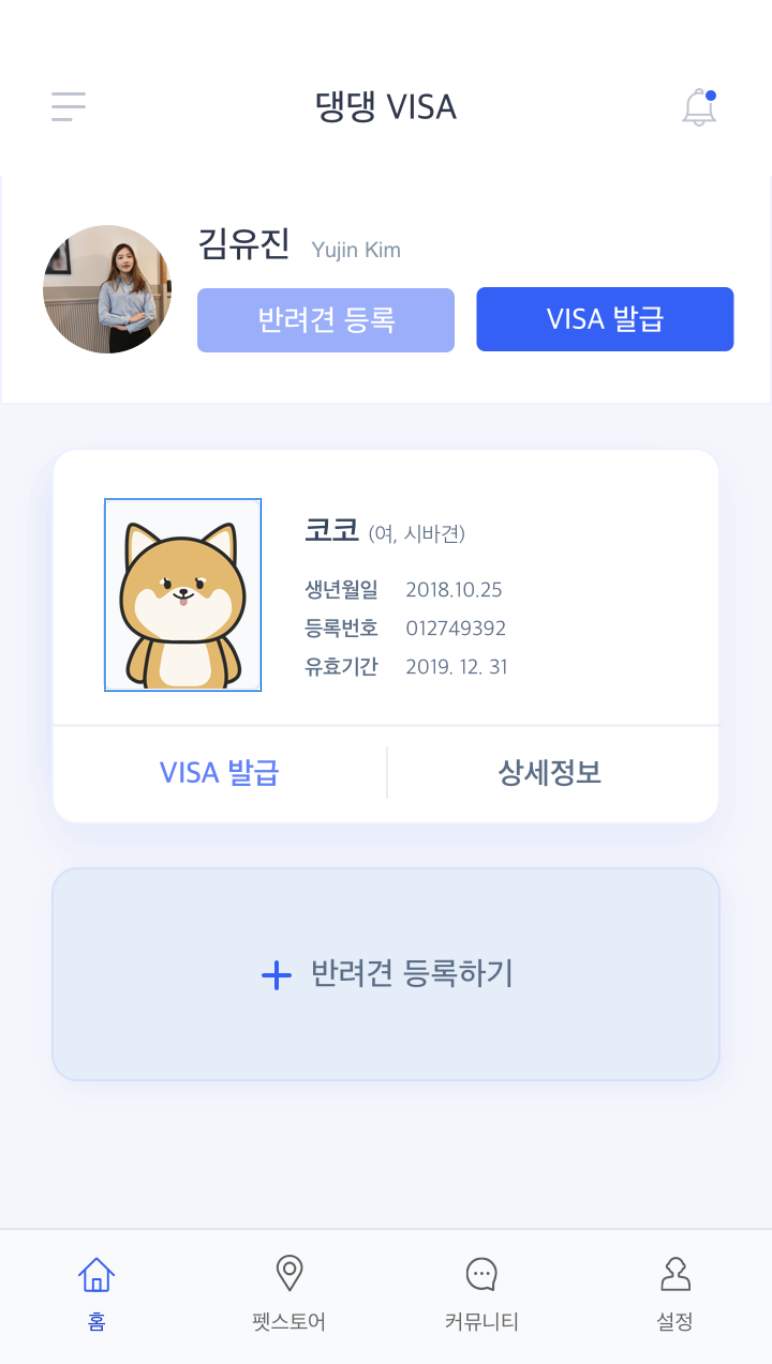 댕댕 VISA
김유진 Yujin Kim
반려견 등록
VISA 발급
코코 (여, 시바견)
생년월일 2018.10.25
등록번호 012749392
유효기간 2019. 12. 31
VISA 발급
상세정보
+ 반려견 등록하기
홈
펫스토어
커뮤니티
설정